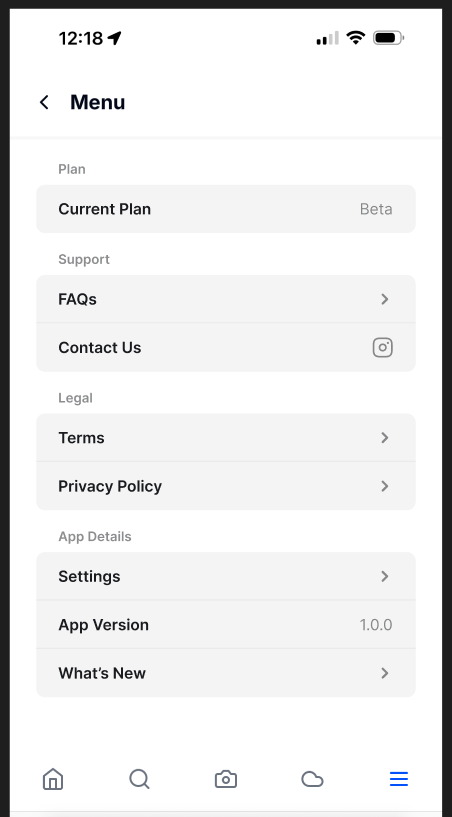 12:18
Menu
Plan
Current Plan Beta
Support
FAQs
Contact Us
Legal
Terms
Privacy Policy
App Details
Settings
App Version 1.0.0
What’s New